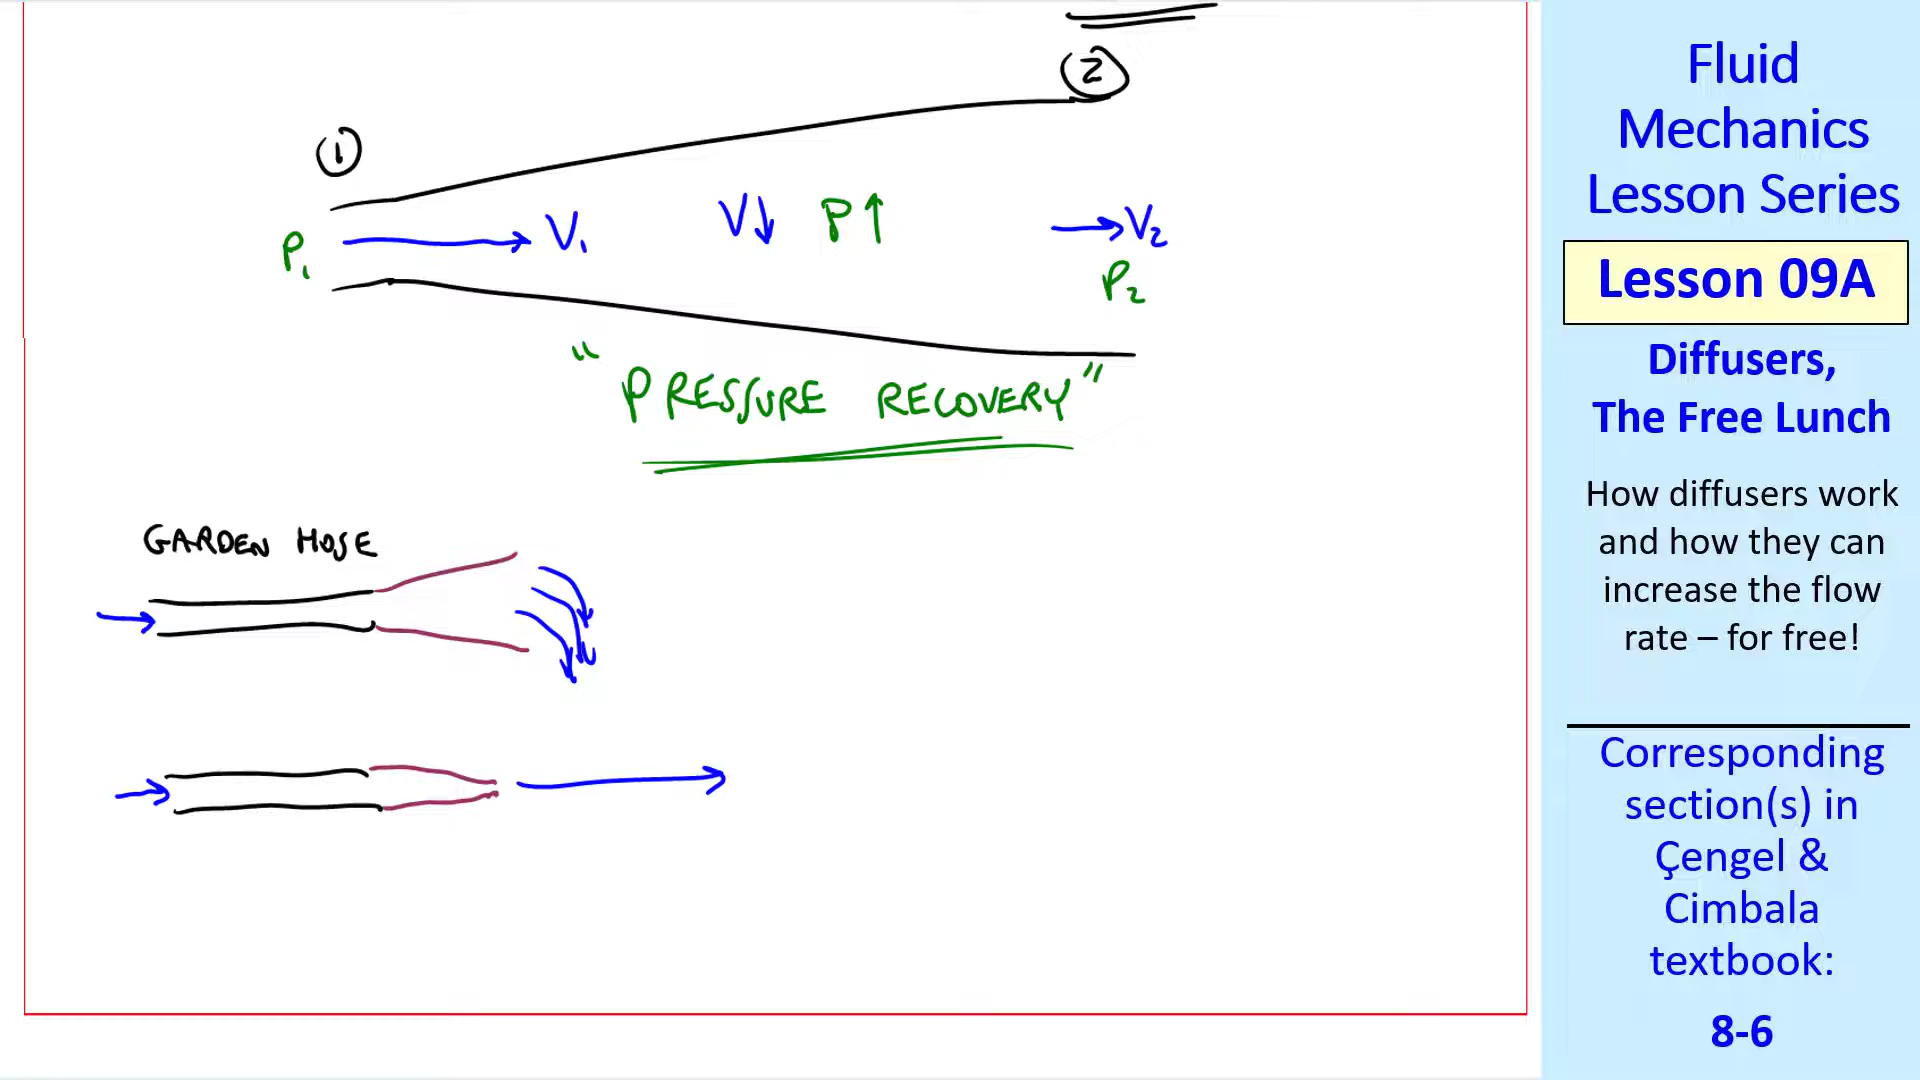 ②
①
P₁
V₁
V↓ P↑
V₂
P₂
"PRESSURE RECOVERY"
GARDEN HOSE
Fluid
Mechanics
Lesson Series
Lesson 09A
Diffusers,
The Free Lunch
How diffusers work
and how they can
increase the flow
rate – for free!
Corresponding
section(s) in
Çengel &
Cimbala
textbook:
8-6